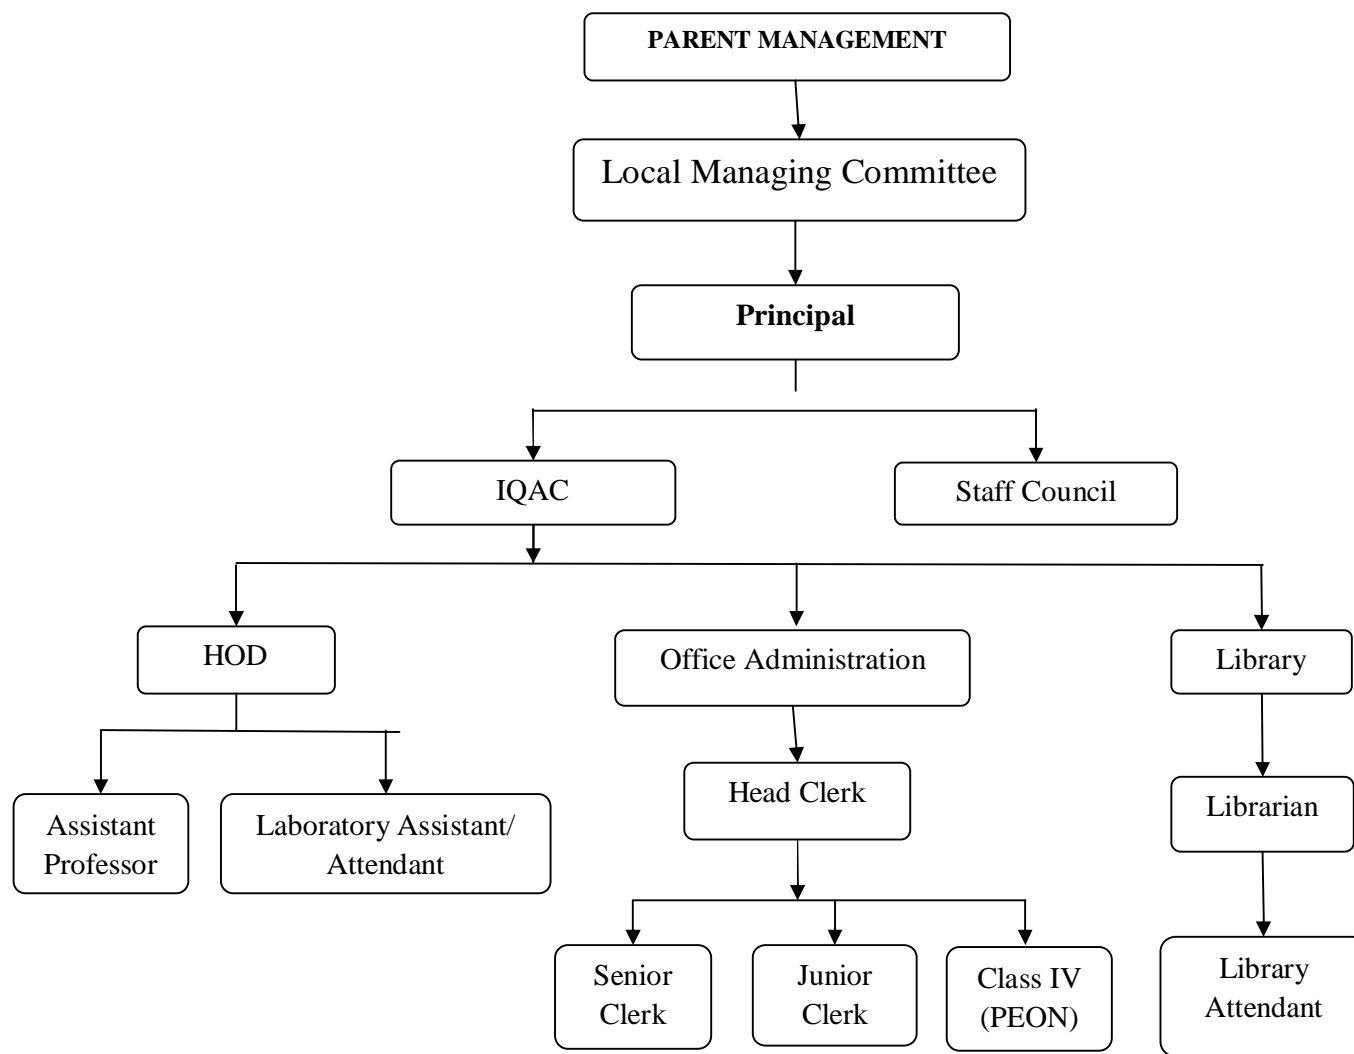 PARENT MANAGEMENT
Local Managing Committee
Principal
IQAC
Staff Council
HOD
Office Administration
Library
Assistant
Professor
Laboratory Assistant/
Attendant
Head Clerk
Librarian
Senior
Clerk
Junior
Clerk
Class IV
(PEON)
Library
Attendant